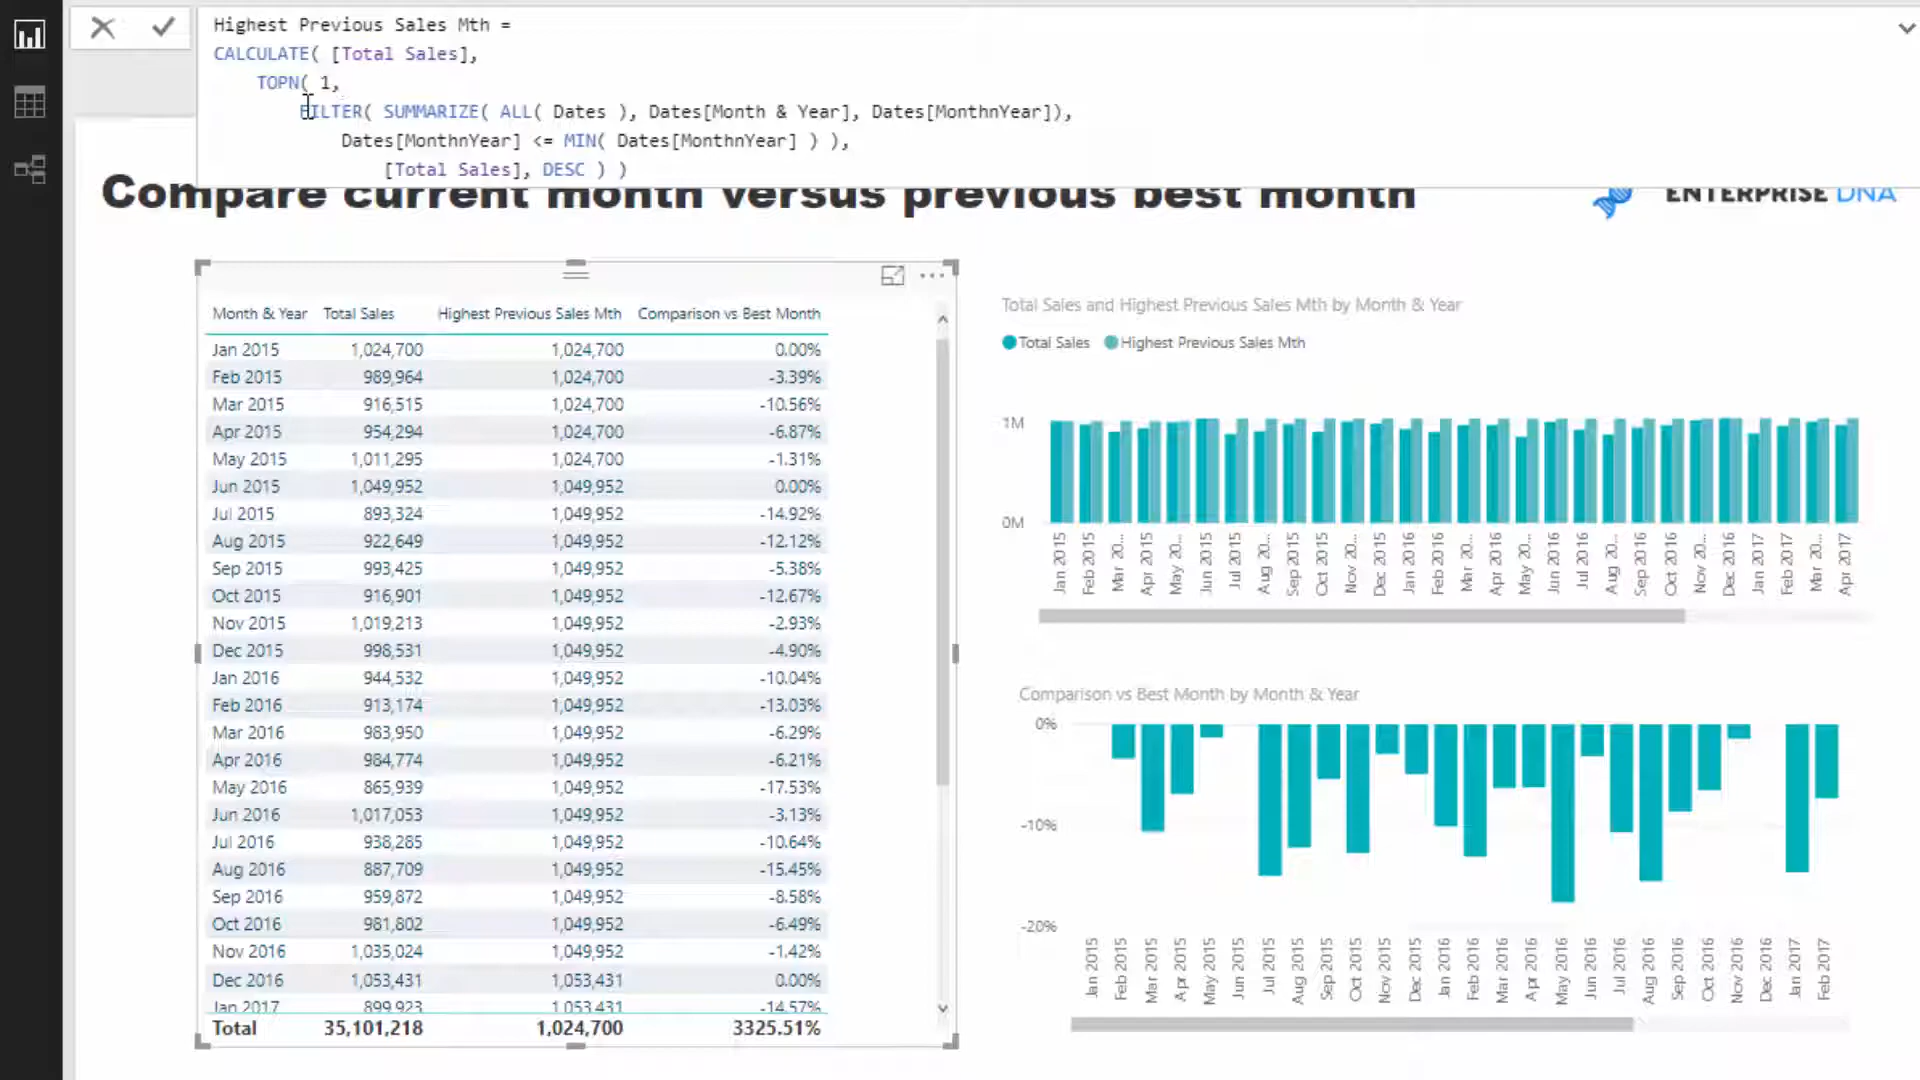 Highest Previous Sales Mth =
CALCULATE( [Total Sales],
TOPN( 1,
FILTER( SUMMARIZE( ALL( Dates ), Dates[Month & Year], Dates[MonthnYear]),
Dates[MonthnYear] <= MIN( Dates[MonthnYear] ) ),
[Total Sales], DESC ) )
Compare current month versus previous best month
ENTERPRISE DNA
Month & Year Total Sales Highest Previous Sales Mth Comparison vs Best Month
Jan 2015 1,024,700 1,024,700 0.00%
Feb 2015 989,964 1,024,700 -3.39%
Mar 2015 916,515 1,024,700 -10.56%
Apr 2015 954,294 1,024,700 -6.87%
May 2015 1,011,295 1,024,700 -1.31%
Jun 2015 1,049,952 1,049,952 0.00%
Jul 2015 893,324 1,049,952 -14.92%
Aug 2015 922,649 1,049,952 -12.12%
Sep 2015 993,425 1,049,952 -5.38%
Oct 2015 916,901 1,049,952 -12.67%
Nov 2015 1,019,213 1,049,952 -2.93%
Dec 2015 998,531 1,049,952 -4.90%
Jan 2016 944,532 1,049,952 -10.04%
Feb 2016 913,174 1,049,952 -13.03%
Mar 2016 983,950 1,049,952 -6.29%
Apr 2016 984,774 1,049,952 -6.21%
May 2016 865,939 1,049,952 -17.53%
Jun 2016 1,017,053 1,049,952 -3.13%
Jul 2016 938,285 1,049,952 -10.64%
Aug 2016 887,709 1,049,952 -15.45%
Sep 2016 959,872 1,049,952 -8.58%
Oct 2016 981,802 1,049,952 -6.49%
Nov 2016 1,035,024 1,049,952 -1.42%
Dec 2016 1,053,431 1,053,431 0.00%
Jan 2017 899,923 1,053,431 -14.57%
Total 35,101,218 1,024,700 3325.51%
Total Sales and Highest Previous Sales Mth by Month & Year
Total Sales Highest Previous Sales Mth
1M
0M
Jan 2015
Feb 2015
Mar 20...
Apr 2015
May 20...
Jun 2015
Jul 2015
Aug 20...
Sep 2015
Oct 2015
Nov 20...
Dec 2015
Jan 2016
Feb 2016
Mar 20...
Apr 2016
May 20...
Jun 2016
Jul 2016
Aug 20...
Sep 2016
Oct 2016
Nov 20...
Dec 2016
Jan 2017
Feb 2017
Mar 20...
Apr 2017
Comparison vs Best Month by Month & Year
0%
-10%
-20%
Jan 2015
Feb 2015
Mar 2015
Apr 2015
May 2015
Jun 2015
Jul 2015
Aug 2015
Sep 2015
Oct 2015
Nov 2015
Dec 2015
Jan 2016
Feb 2016
Mar 2016
Apr 2016
May 2016
Jun 2016
Jul 2016
Aug 2016
Sep 2016
Oct 2016
Nov 2016
Dec 2016
Jan 2017
Feb 2017